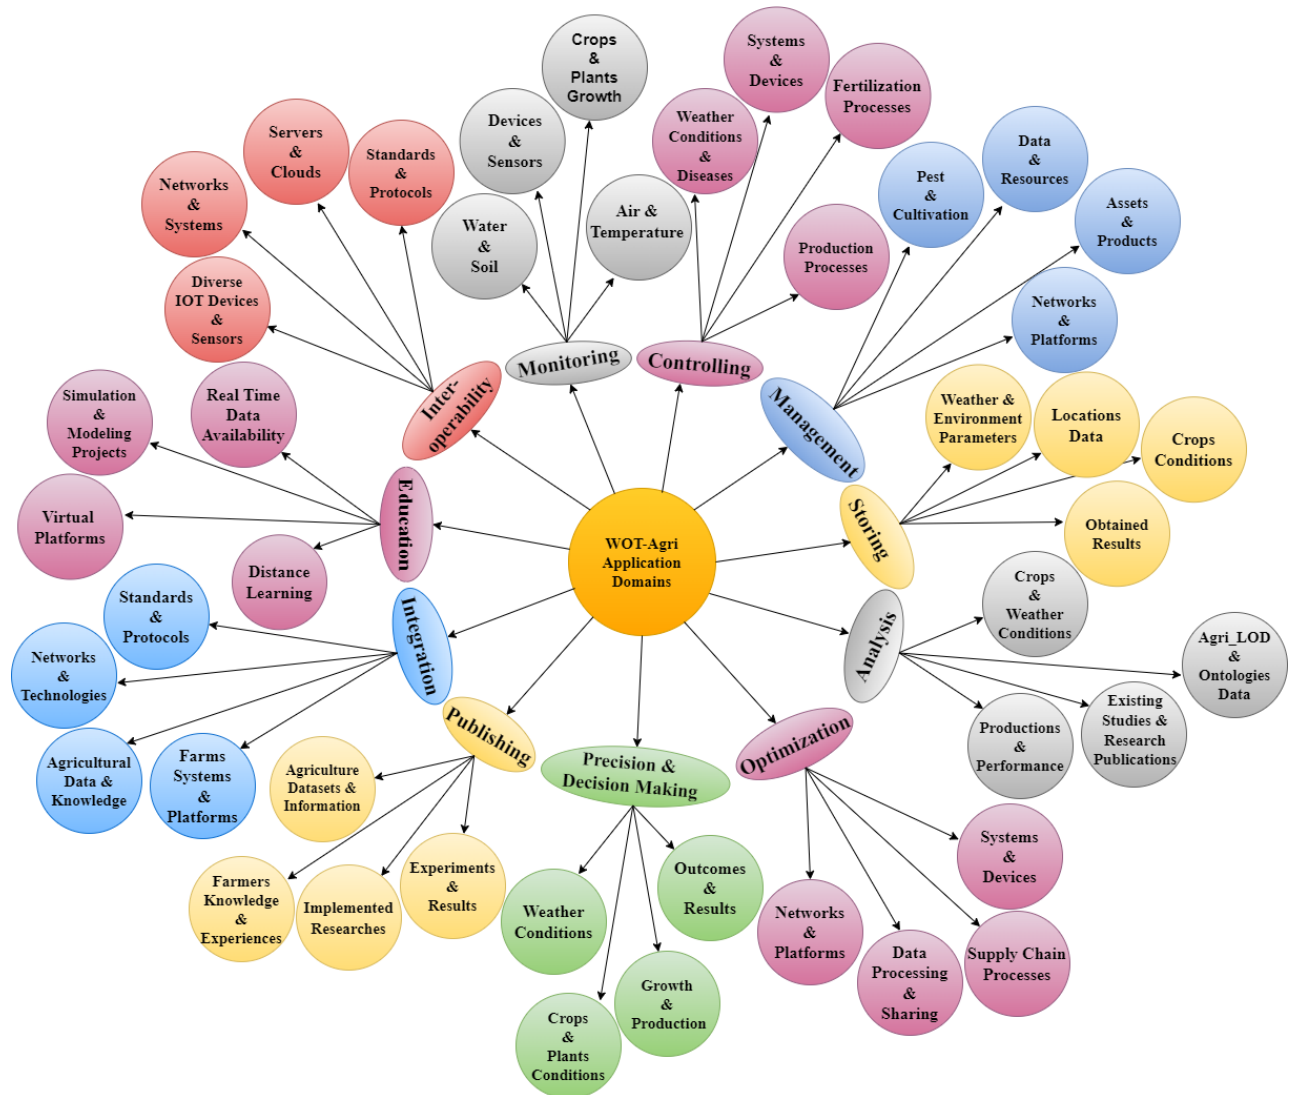 WOT-Agri
Application
Domains
Monitoring
Water
&
Soil
Devices
&
Sensors
Crops
&
Plants
Growth
Air &
Temperature
Controlling
Weather
Conditions
&
Diseases
Systems
&
Devices
Fertilization
Processes
Production
Processes
Management
Pest
&
Cultivation
Data
&
Resources
Assets
&
Products
Networks
&
Platforms
Storing
Weather &
Environment
Parameters
Locations
Data
Crops
Conditions
Obtained
Results
Analysis
Crops
&
Weather
Conditions
Agri_LOD
&
Ontologies
Data
Existing
Studies &
Research
Publications
Productions
&
Performance
Optimization
Systems
&
Devices
Supply Chain
Processes
Data
Processing
&
Sharing
Networks
&
Platforms
Precision &
Decision Making
Outcomes
&
Results
Growth
&
Production
Crops
&
Plants
Conditions
Weather
Conditions
Publishing
Experiments
&
Results
Implemented
Researches
Farmers
Knowledge
&
Experiences
Agriculture
Datasets &
Information
Integration
Farms
Systems
&
Platforms
Agricultural
Data &
Knowledge
Networks
&
Technologies
Standards
&
Protocols
Education
Distance
Learning
Virtual
Platforms
Simulation
&
Modeling
Projects
Real Time
Data
Availability
Inter-
operability
Diverse
IOT Devices
&
Sensors
Networks
&
Systems
Servers
&
Clouds
Standards
&
Protocols